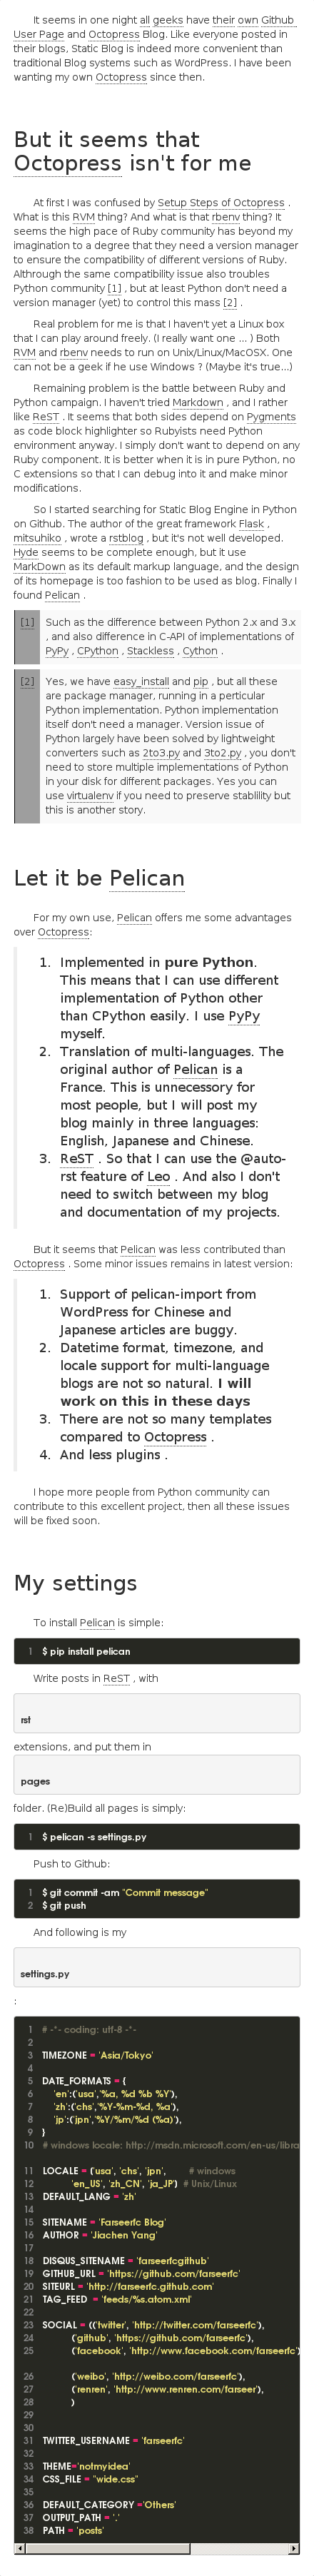 It seems in one night all geeks have their own Github
User Page and Octopress Blog. Like everyone posted in
their blogs, Static Blog is indeed more convenient than
traditional Blog systems such as WordPress. I have been
wanting my own Octopress since then.
But it seems that
Octopress isn't for me
At first I was confused by Setup Steps of Octopress .
What is this RVM thing? And what is that rbenv thing? It
seems the high pace of Ruby community has beyond my
imagination to a degree that they need a version manager
to ensure the compatibility of different versions of Ruby.
Althrough the same compatibility issue also troubles
Python community [1] , but at least Python don't need a
version manager (yet) to control this mass [2] .
Real problem for me is that I haven't yet a Linux box
that I can play around freely. (I really want one ... ) Both
RVM and rbenv needs to run on Unix/Linux/MacOSX. One
can not be a geek if he use Windows ? (Maybe it's true...)
Remaining problem is the battle between Ruby and
Python campaign. I haven't tried Markdown , and I rather
like ReST . It seems that both sides depend on Pygments
as code block highlighter so Rubyists need Python
environment anyway. I simply don't want to depend on any
Ruby component. It is better when it is in pure Python, no
C extensions so that I can debug into it and make minor
modifications.
So I started searching for Static Blog Engine in Python
on Github. The author of the great framework Flask ,
mitsuhiko , wrote a rstblog , but it's not well developed.
Hyde seems to be complete enough, but it use
MarkDown as its default markup language, and the design
of its homepage is too fashion to be used as blog. Finally I
found Pelican .
[1] Such as the difference between Python 2.x and 3.x
, and also difference in C-API of implementations of
PyPy , CPython , Stackless , Cython .
[2] Yes, we have easy_install and pip , but all these
are package manager, running in a perticular
Python implementation. Python implementation
itself don't need a manager. Version issue of
Python largely have been solved by lightweight
converters such as 2to3.py and 3to2.py , you don't
need to store multiple implementations of Python
in your disk for different packages. Yes you can
use virtualenv if you need to preserve stablility but
this is another story.
Let it be Pelican
For my own use, Pelican offers me some advantages
over Octopress:
1. Implemented in pure Python.
This means that I can use different
implementation of Python other
than CPython easily. I use PyPy
myself.
2. Translation of multi-languages. The
original author of Pelican is a
France. This is unnecessary for
most people, but I will post my
blog mainly in three languages:
English, Japanese and Chinese.
3. ReST . So that I can use the @auto-
rst feature of Leo . And also I don't
need to switch between my blog
and documentation of my projects.
But it seems that Pelican was less contributed than
Octopress . Some minor issues remains in latest version:
1. Support of pelican-import from
WordPress for Chinese and
Japanese articles are buggy.
2. Datetime format, timezone, and
locale support for multi-language
blogs are not so natural. I will
work on this in these days
3. There are not so many templates
compared to Octopress .
4. And less plugins .
I hope more people from Python community can
contribute to this excellent project, then all these issues
will be fixed soon.
My settings
To install Pelican is simple:
1 $ pip install pelican
Write posts in ReST , with
rst
extensions, and put them in
pages
folder. (Re)Build all pages is simply:
1 $ pelican -s settings.py
Push to Github:
1 $ git commit -am "Commit message"
2 $ git push
And following is my
settings.py
:
1 # -*- coding: utf-8 -*-
2
3 TIMEZONE = 'Asia/Tokyo'
4
5 DATE_FORMATS = {
6 'en':('usa','%a, %d %b %Y'),
7 'zh':('chs','%Y-%m-%d, %a'),
8 'jp':('jpn','%Y/%m/%d (%a)'),
9 }
10 # windows locale: http://msdn.microsoft.com/en-us/libra
11 LOCALE = ['usa', 'chs', 'jpn', # windows
12 'en_US', 'zh_CN', 'ja_JP'] # Unix/Linux
13 DEFAULT_LANG = 'zh'
14
15 SITENAME = 'Farseerfc Blog'
16 AUTHOR = 'Jiachen Yang'
17
18 DISQUS_SITENAME = 'farseerfcgithub'
19 GITHUB_URL = 'https://github.com/farseerfc'
20 SITEURL = 'http://farseerfc.github.com'
21 TAG_FEED = 'feeds/%s.atom.xml'
22
23 SOCIAL = (('twitter', 'http://twitter.com/farseerfc'),
24 ('github', 'https://github.com/farseerfc'),
25 ('facebook', 'http://www.facebook.com/farseerfc')
26 ('weibo', 'http://weibo.com/farseerfc'),
27 ('renren', 'http://www.renren.com/farseer'),
28 )
29
30
31 TWITTER_USERNAME = 'farseerfc'
32
33 THEME='notmyidea'
34 CSS_FILE = "wide.css"
35
36 DEFAULT_CATEGORY ='Others'
37 OUTPUT_PATH = '.'
38 PATH = 'posts'